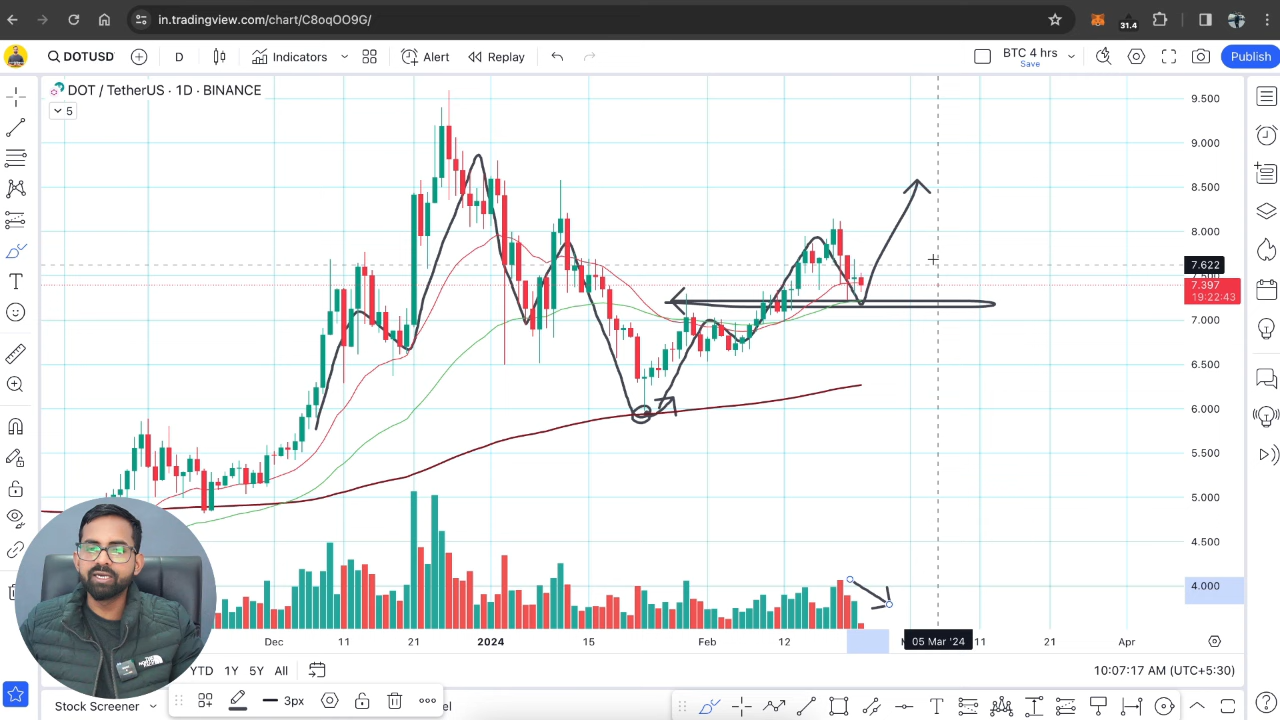 in.tradingview.com/chart/C8oqOO9G/
31.4
DOTUSD
D
Indicators
Alert
Replay
BTC 4 hrs
Save
Publish
DOT / TetherUS · 1D · BINANCE
5
9.500
9.000
8.500
8.000
7.622
7.397
19:22:43
7.000
6.500
6.000
5.500
5.000
4.500
4.000
Dec
11
21
2024
15
Feb
12
05 Mar '24
11
21
Apr
YTD
1Y
5Y
All
10:07:17 AM (UTC+5:30)
Stock Screener
3px